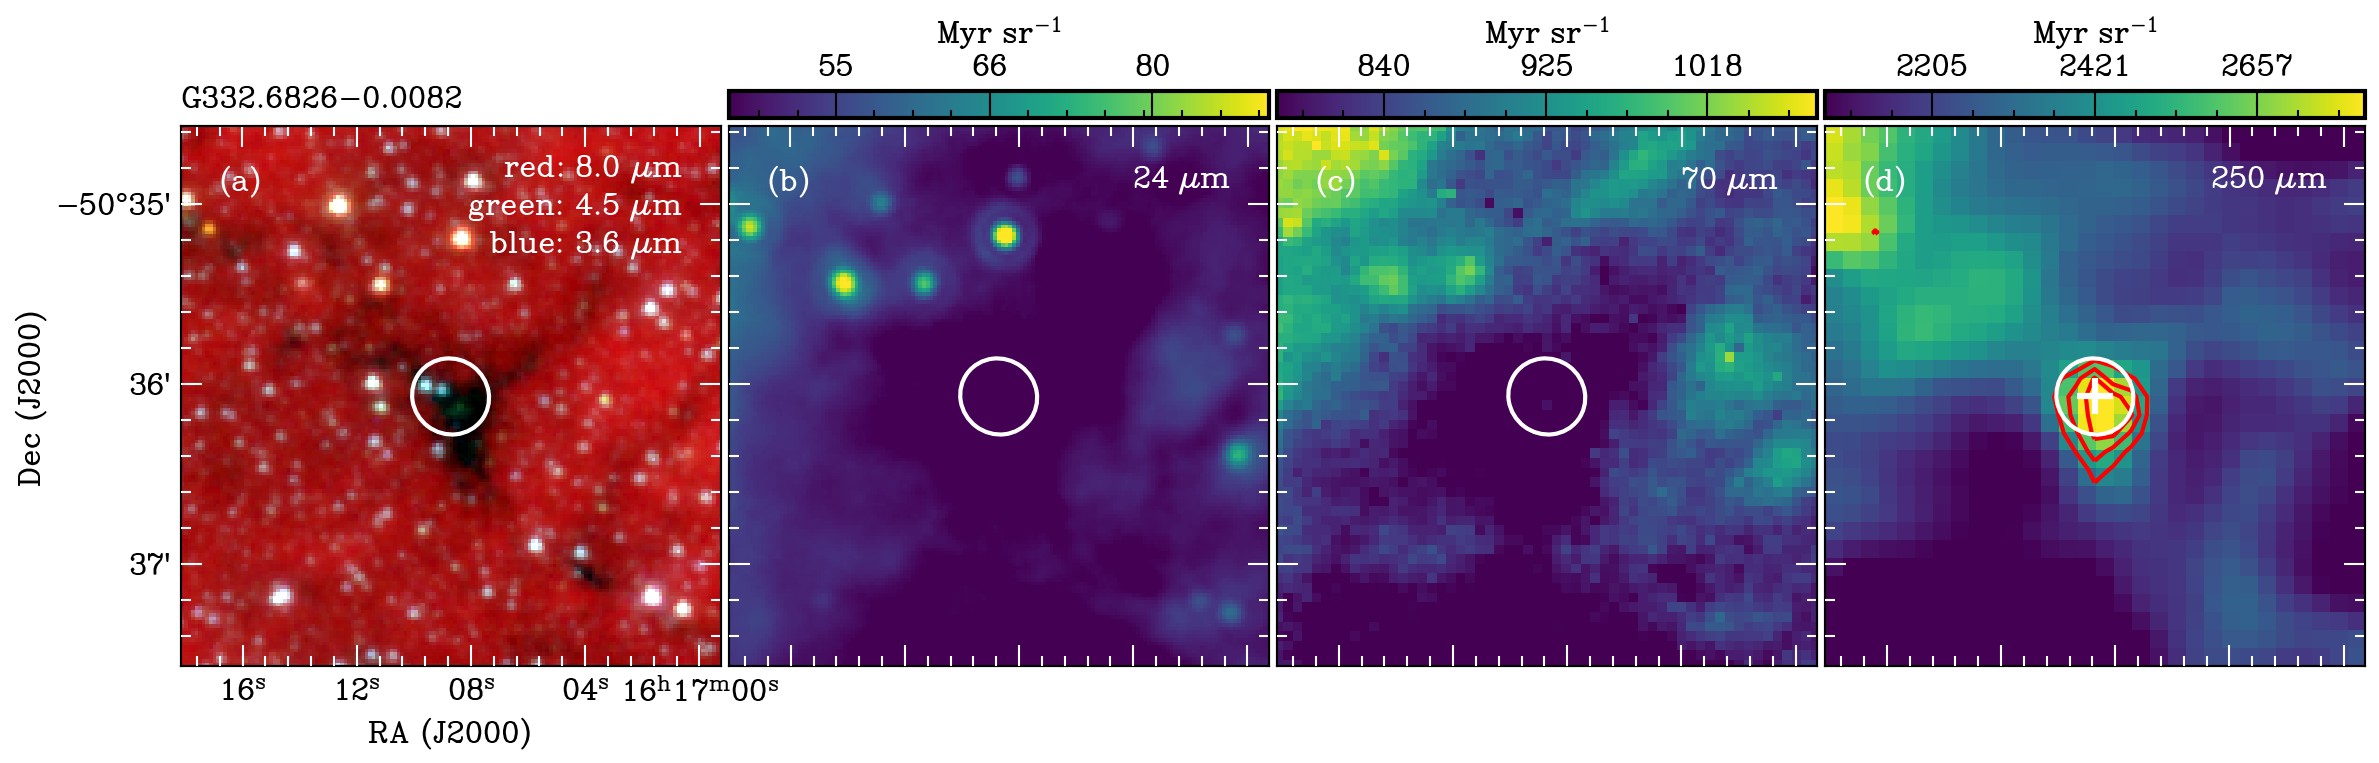 Myr sr⁻¹ Myr sr⁻¹ Myr sr⁻¹
55 66 80 840 925 1018 2205 2421 2657
G332.6826−0.0082
(a) red: 8.0 μm
green: 4.5 μm
blue: 3.6 μm
(b) 24 μm
(c) 70 μm
(d) 250 μm
−50°35'
36'
37'
Dec (J2000)
16ˢ 12ˢ 08ˢ 04ˢ 16ʰ17ᵐ00ˢ
RA (J2000)